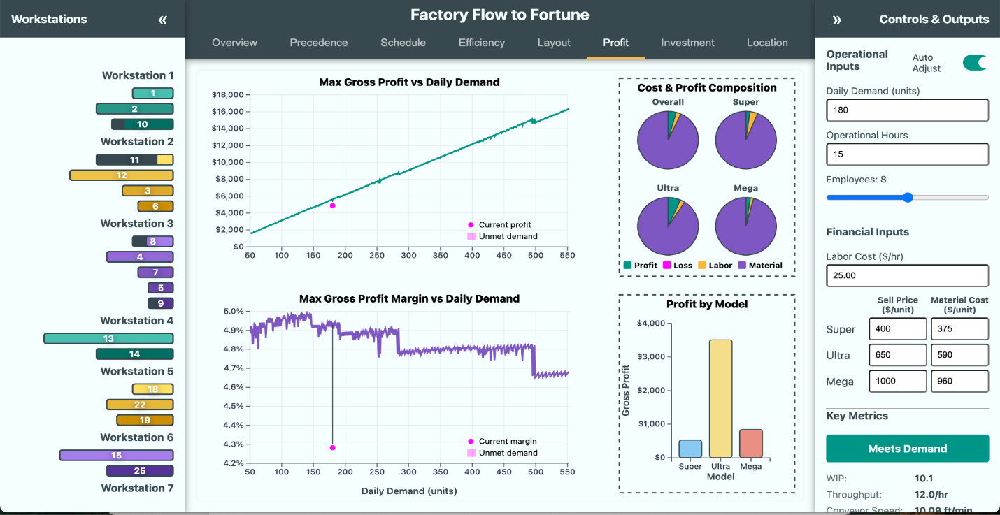 Workstations
«
Workstation 1
1
2
10
Workstation 2
11
12
3
6
Workstation 3
8
4
7
5
9
Workstation 4
13
14
Workstation 5
18
22
19
Workstation 6
15
25
Workstation 7
Factory Flow to Fortune
Overview Precedence Schedule Efficiency Layout Profit Investment Location
Max Gross Profit vs Daily Demand
$18,000
$16,000
$14,000
$12,000
$10,000
$8,000
$6,000
$4,000
$2,000
$0
Current profit
Unmet demand
50 100 150 200 250 300 350 400 450 500 550
Max Gross Profit Margin vs Daily Demand
5.0%
4.9%
4.8%
4.7%
4.6%
4.5%
4.4%
4.3%
4.2%
Current margin
Unmet demand
50 100 150 200 250 300 350 400 450 500 550
Daily Demand (units)
Cost & Profit Composition
Overall Super
Ultra Mega
Profit Loss Labor Material
Profit by Model
$4,000
$3,000
$2,000
$1,000
$0
Gross Profit
Super Ultra Mega
Model
» Controls & Outputs
Operational Inputs
Auto Adjust
Daily Demand (units)
180
Operational Hours
15
Employees: 8
Financial Inputs
Labor Cost ($/hr)
25.00
Sell Price ($/unit)
Material Cost ($/unit)
Super 400 375
Ultra 650 590
Mega 1000 960
Key Metrics
Meets Demand
WIP: 10.1
Throughput: 12.0/hr
Conveyor Speed: 10.09 ft/min